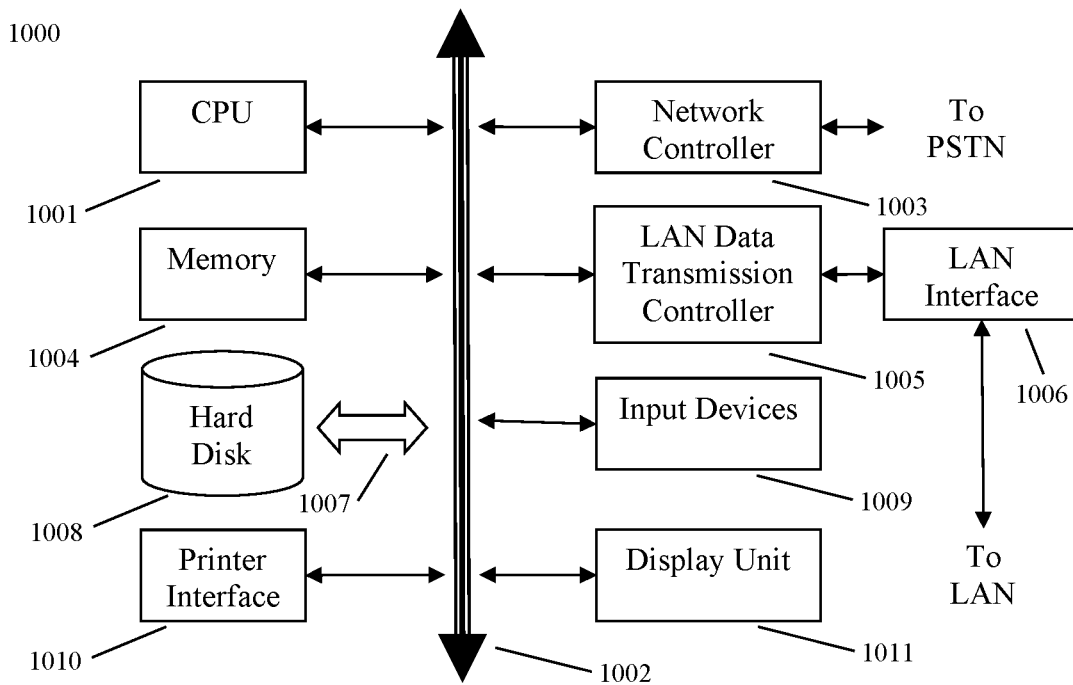 1000
CPU
1001
Network
Controller
1003
To
PSTN
Memory
1004
LAN Data
Transmission
Controller
1005
LAN
Interface
1006
Hard
Disk
1008
1007
Input Devices
1009
Printer
Interface
1010
Display Unit
1011
To
LAN
1002